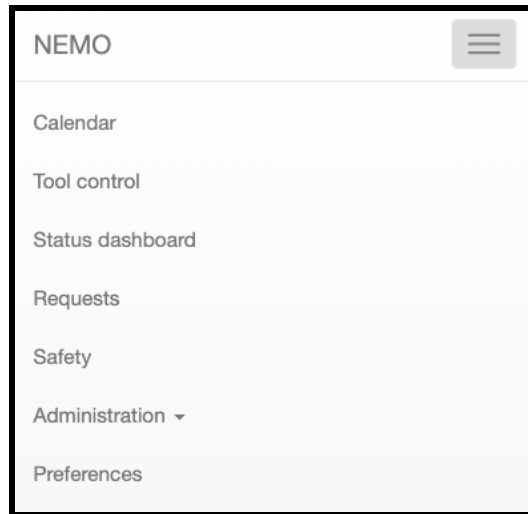 NEMO
Calendar
Tool control
Status dashboard
Requests
Safety
Administration
Preferences